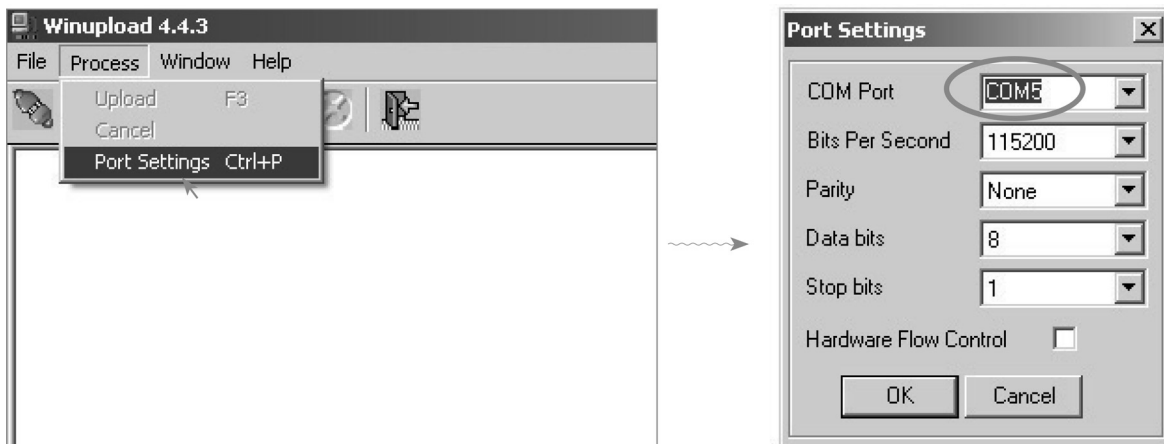 Winupload 4.4.3
File Process Window Help
Upload F3
Cancel
Port Settings Ctrl+P
Port Settings
COM Port COM5
Bits Per Second 115200
Parity None
Data bits 8
Stop bits 1
Hardware Flow Control
OK Cancel